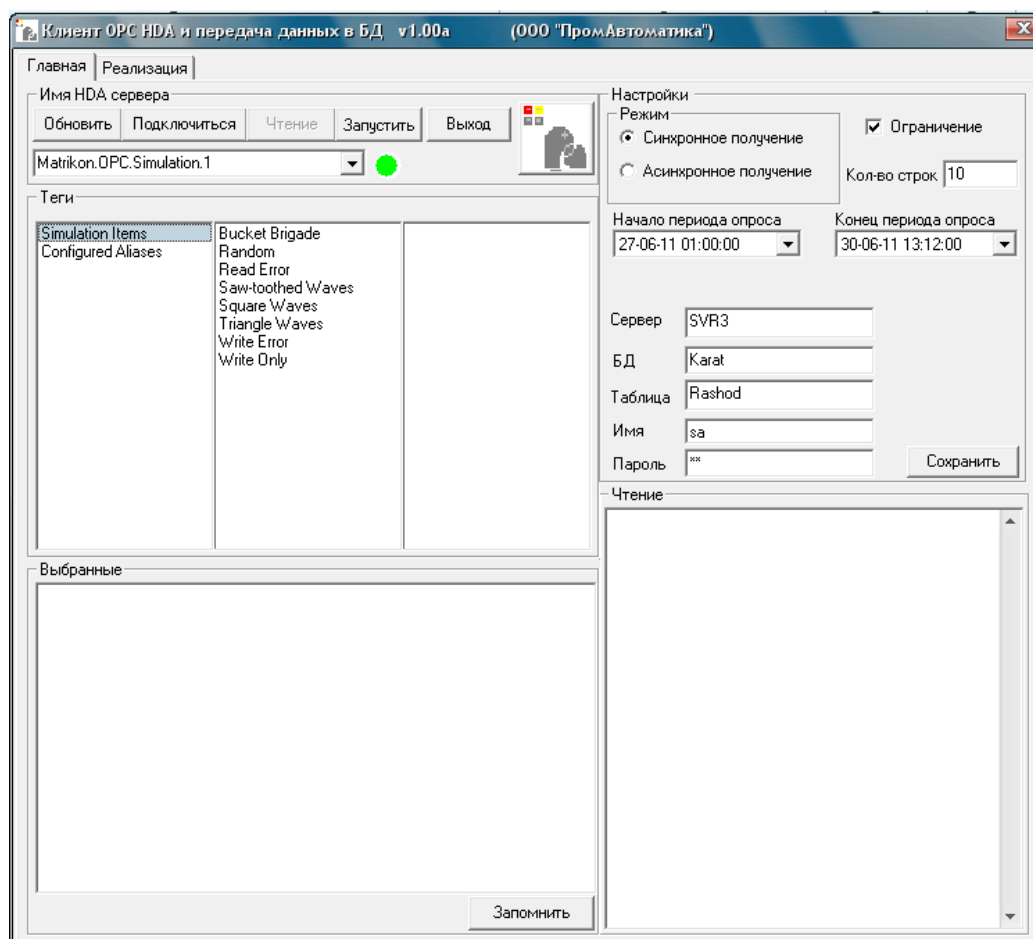 Клиент OPC HDA и передача данных в БД v1.00a (ООО "ПромАвтоматика")
Главная Реализация
Имя HDA сервера
Обновить Подключиться Чтение Запустить Выход
Matrikon.OPC.Simulation.1
Теги
Simulation Items
Configured Aliases
Bucket Brigade
Random
Read Error
Saw-toothed Waves
Square Waves
Triangle Waves
Write Error
Write Only
Выбранные
Запомнить
Настройки
Режим
Синхронное получение
Асинхронное получение
Ограничение
Кол-во строк 10
Начало периода опроса Конец периода опроса
27-06-11 01:00:00 30-06-11 13:12:00
Сервер SVR3
БД Karat
Таблица Rashod
Имя sa
Пароль **
Сохранить
Чтение